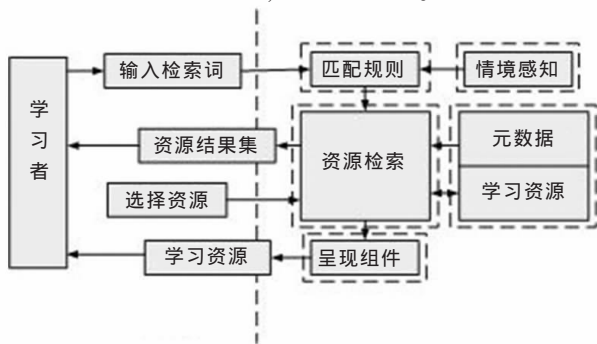 输入检索词
匹配规则
情境感知
学习者
资源结果集
资源检索
元数据
选择资源
学习资源
学习资源
呈现组件